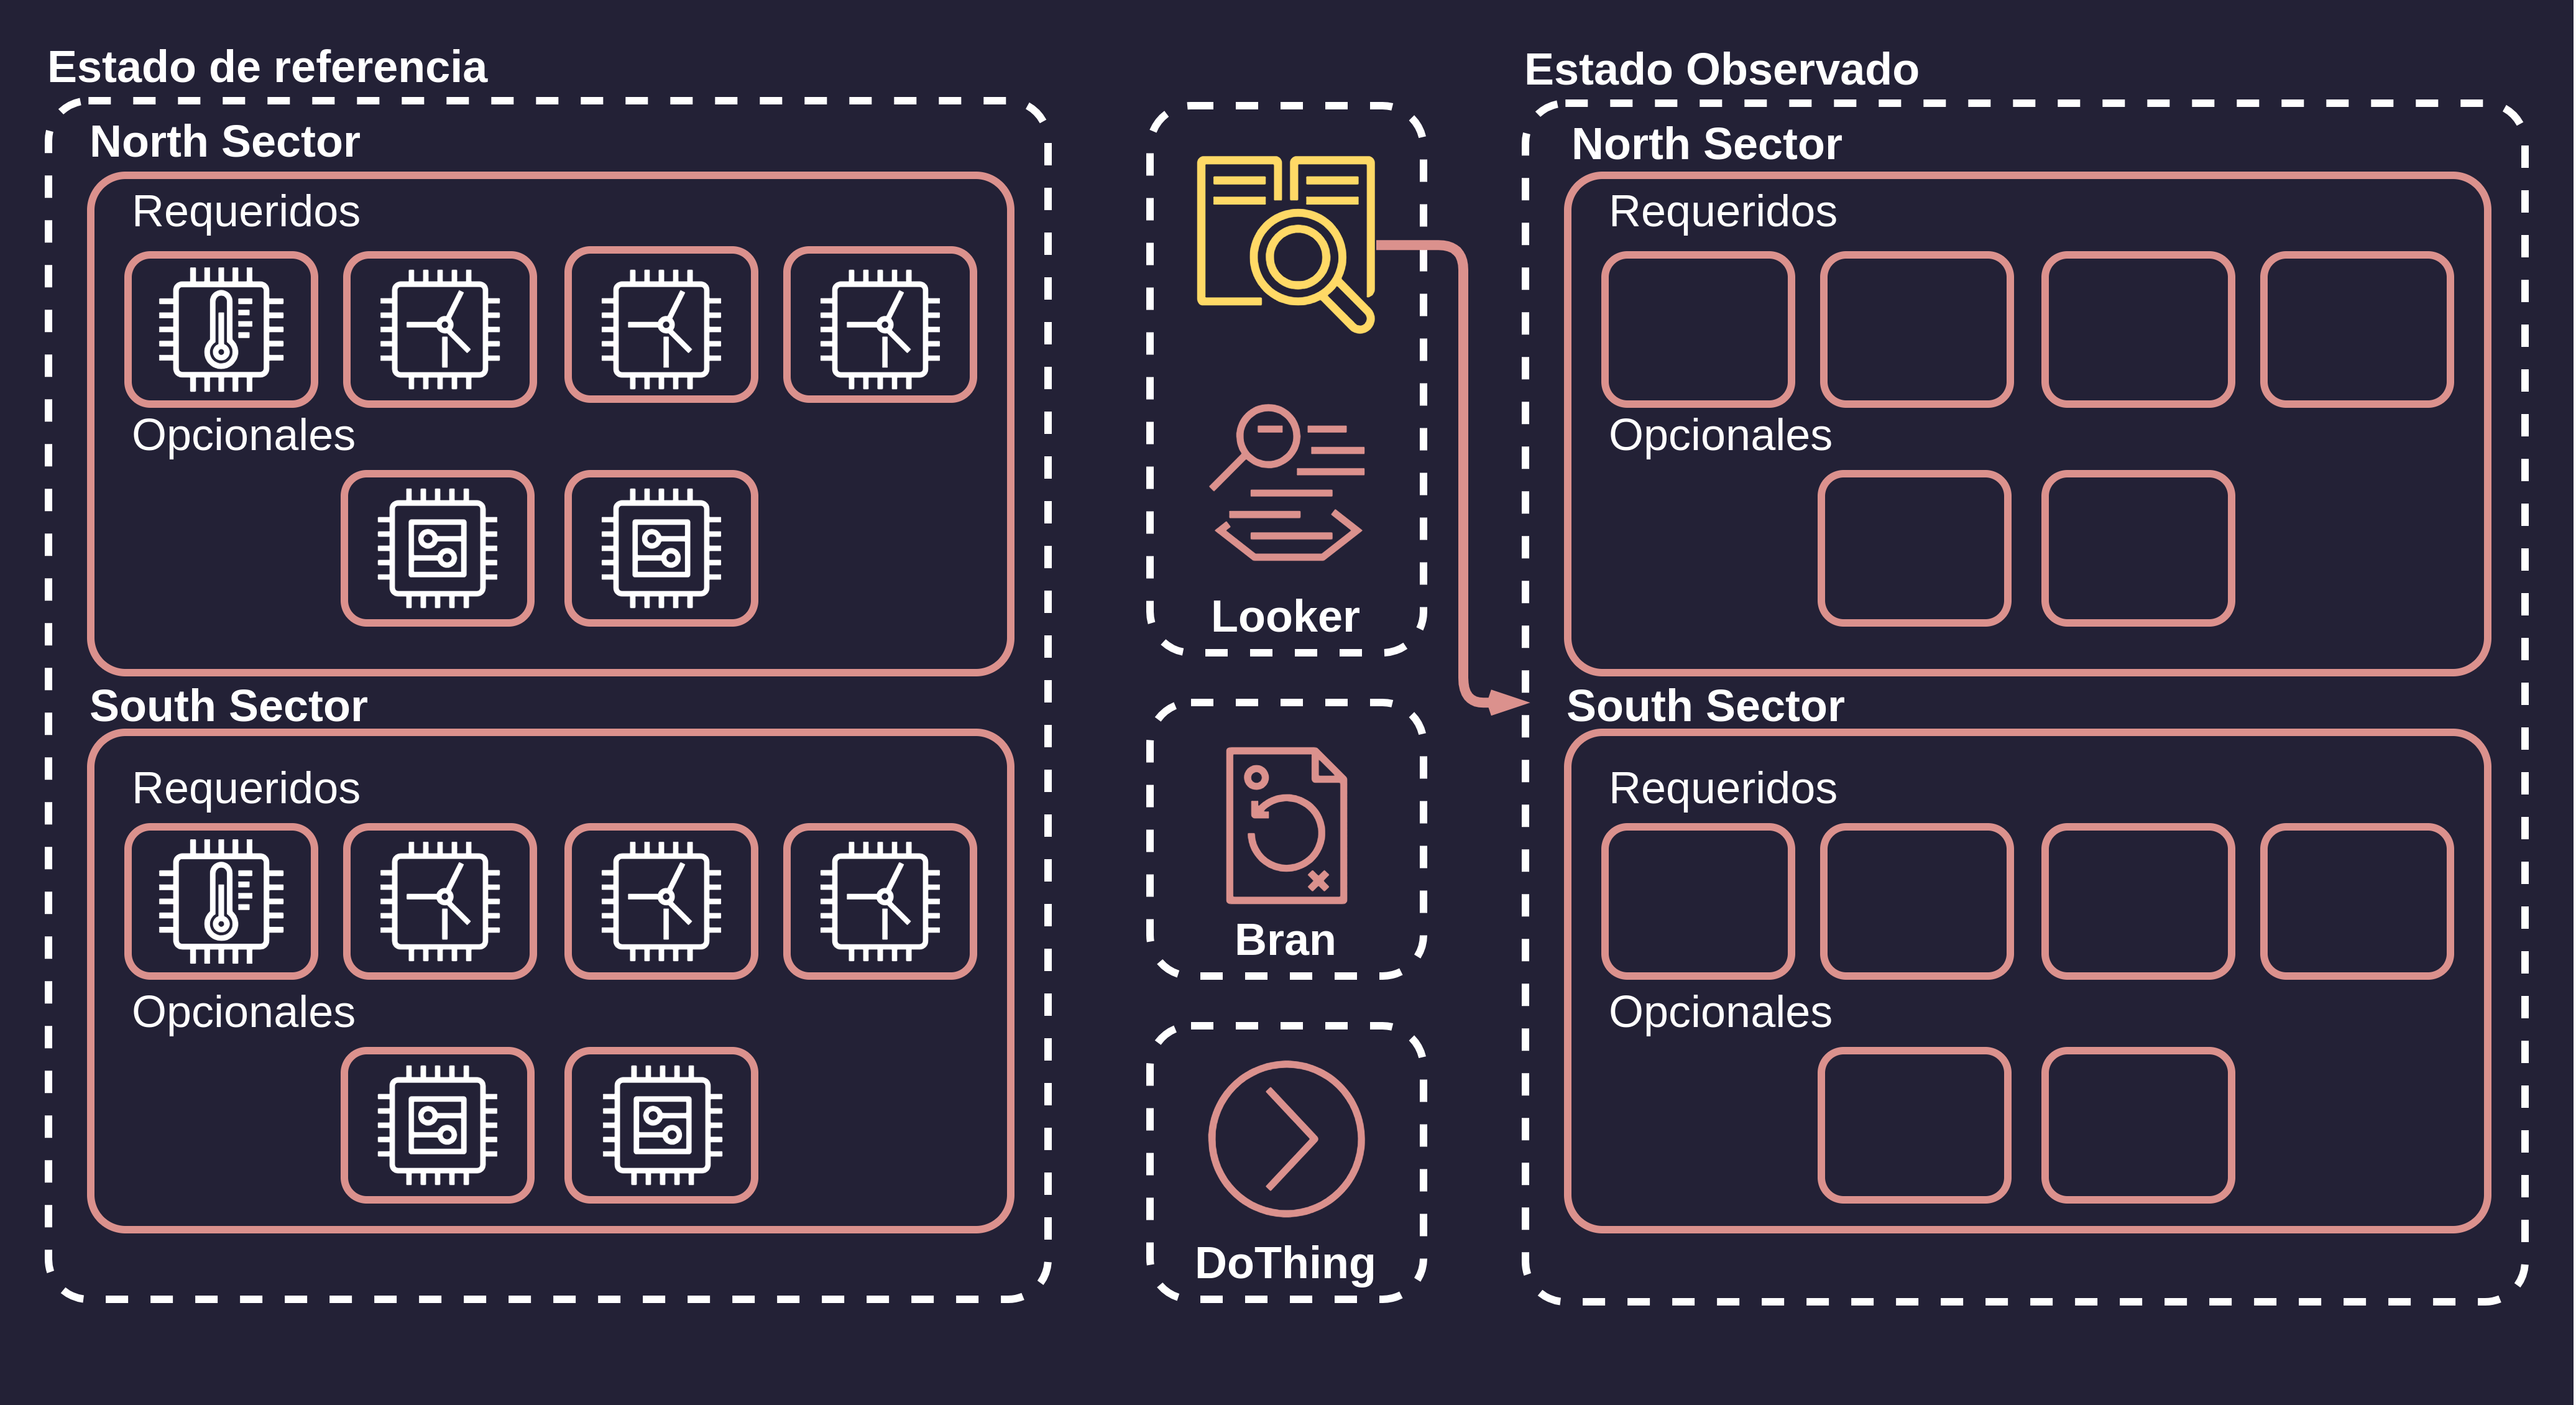 Estado de referencia
North Sector
Requeridos
Opcionales
South Sector
Requeridos
Opcionales
Looker
Bran
DoThing
Estado Observado
North Sector
Requeridos
Opcionales
South Sector
Requeridos
Opcionales